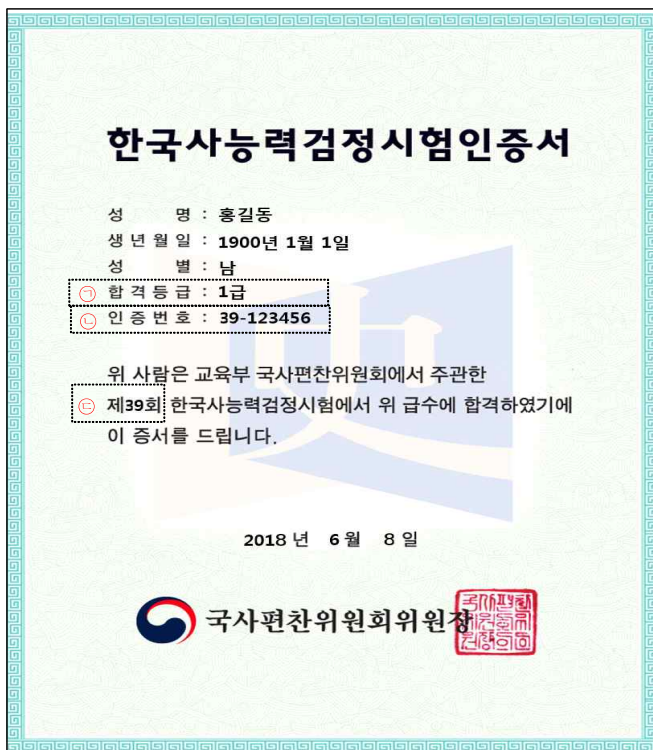 한국사능력검정시험인증서
성 명 : 홍길동
생년월일 : 1900년 1월 1일
성 별 : 남
㉠ 합격등급 : 1급
㉡ 인증번호 : 39-123456
위 사람은 교육부 국사편찬위원회에서 주관한
㉢ 제39회 한국사능력검정시험에서 위 급수에 합격하였기에
이 증서를 드립니다.
史
2018 년 6 월 8 일
국사편찬위원회위원장